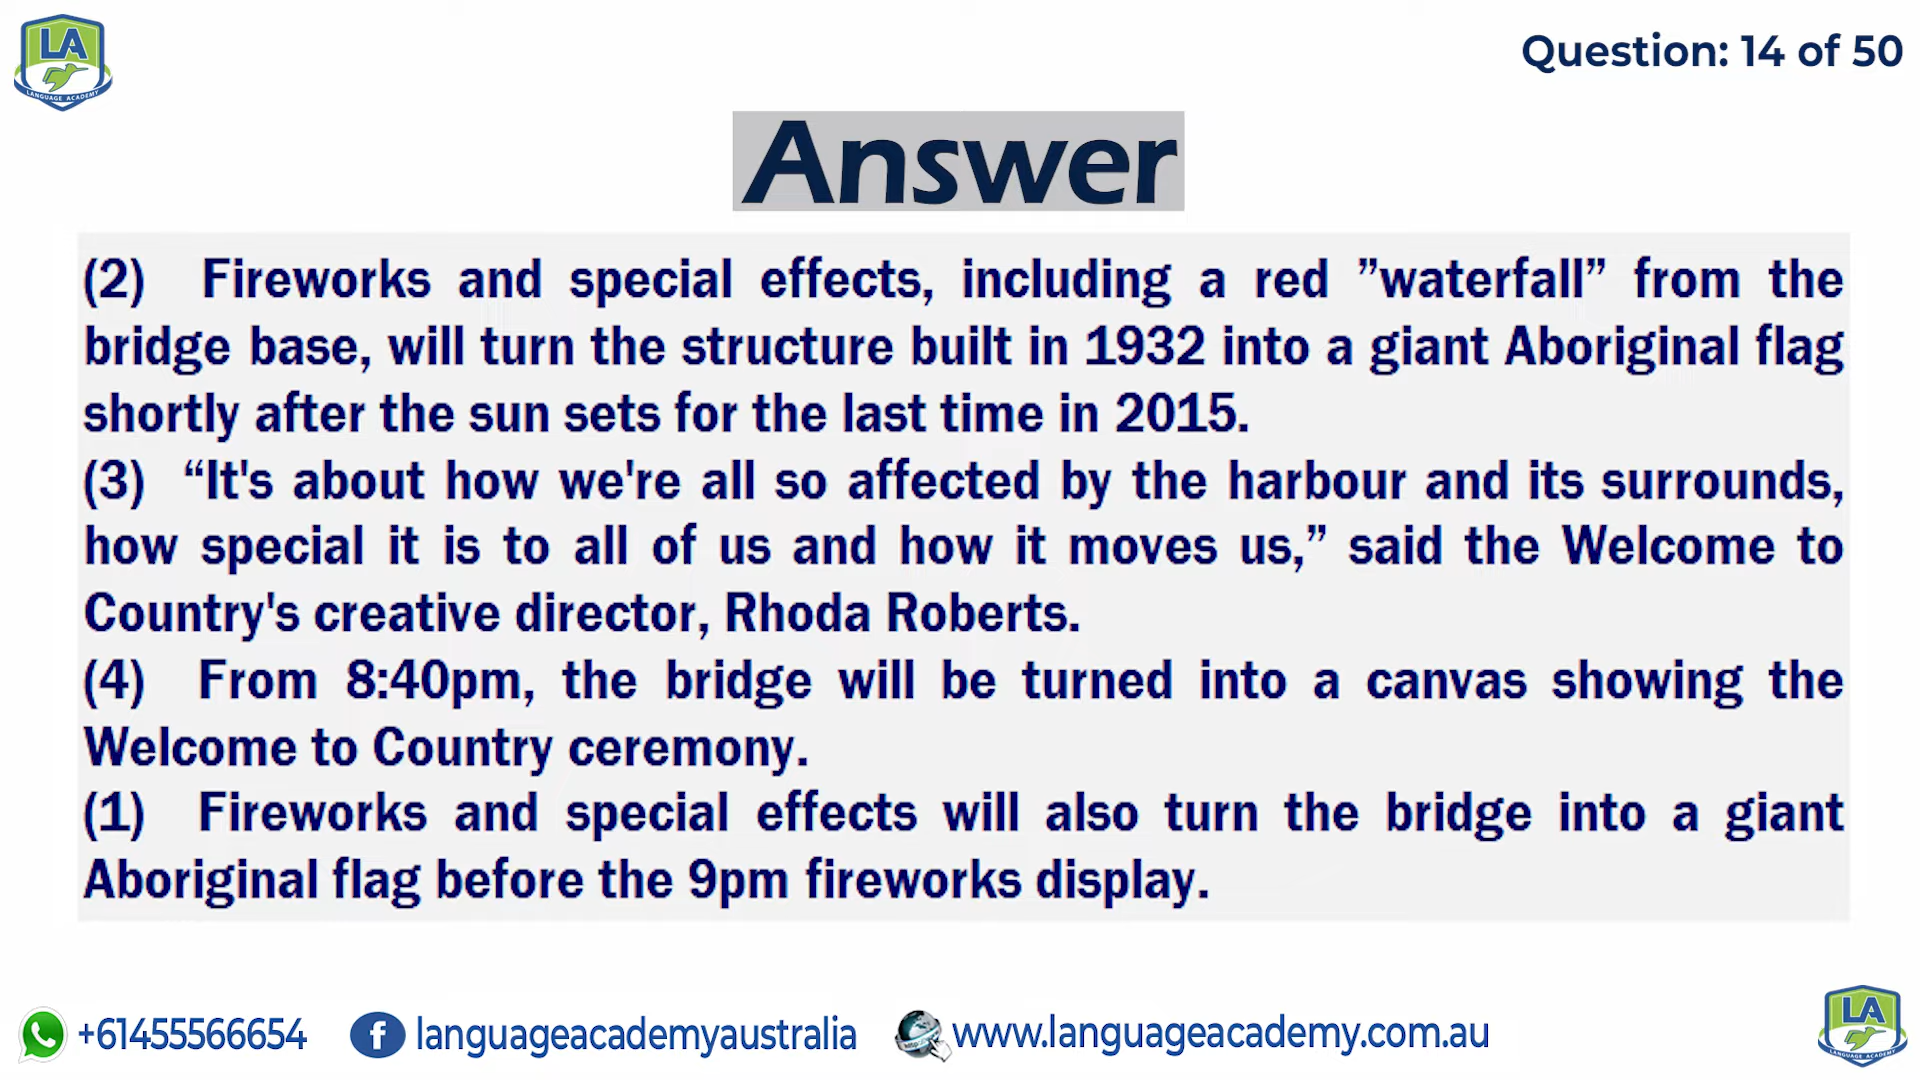 LA
LANGUAGE ACADEMY
Question: 14 of 50
Answer
(2) Fireworks and special effects, including a red ”waterfall” from the
bridge base, will turn the structure built in 1932 into a giant Aboriginal flag
shortly after the sun sets for the last time in 2015.
(3) “It's about how we're all so affected by the harbour and its surrounds,
how special it is to all of us and how it moves us,” said the Welcome to
Country's creative director, Rhoda Roberts.
(4) From 8:40pm, the bridge will be turned into a canvas showing the
Welcome to Country ceremony.
(1) Fireworks and special effects will also turn the bridge into a giant
Aboriginal flag before the 9pm fireworks display.
+61455566654
f languageacademyaustralia
www.languageacademy.com.au
LA
LANGUAGE ACADEMY